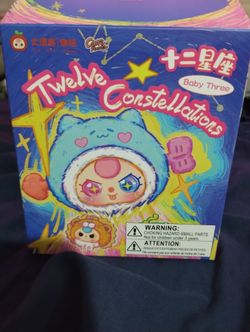 十二星座
Baby Three
Twelve
Constellations
WARNING:
CHOKING HAZARD-SMALL PARTS.
Not for children under 3 years.
ATTENTION: